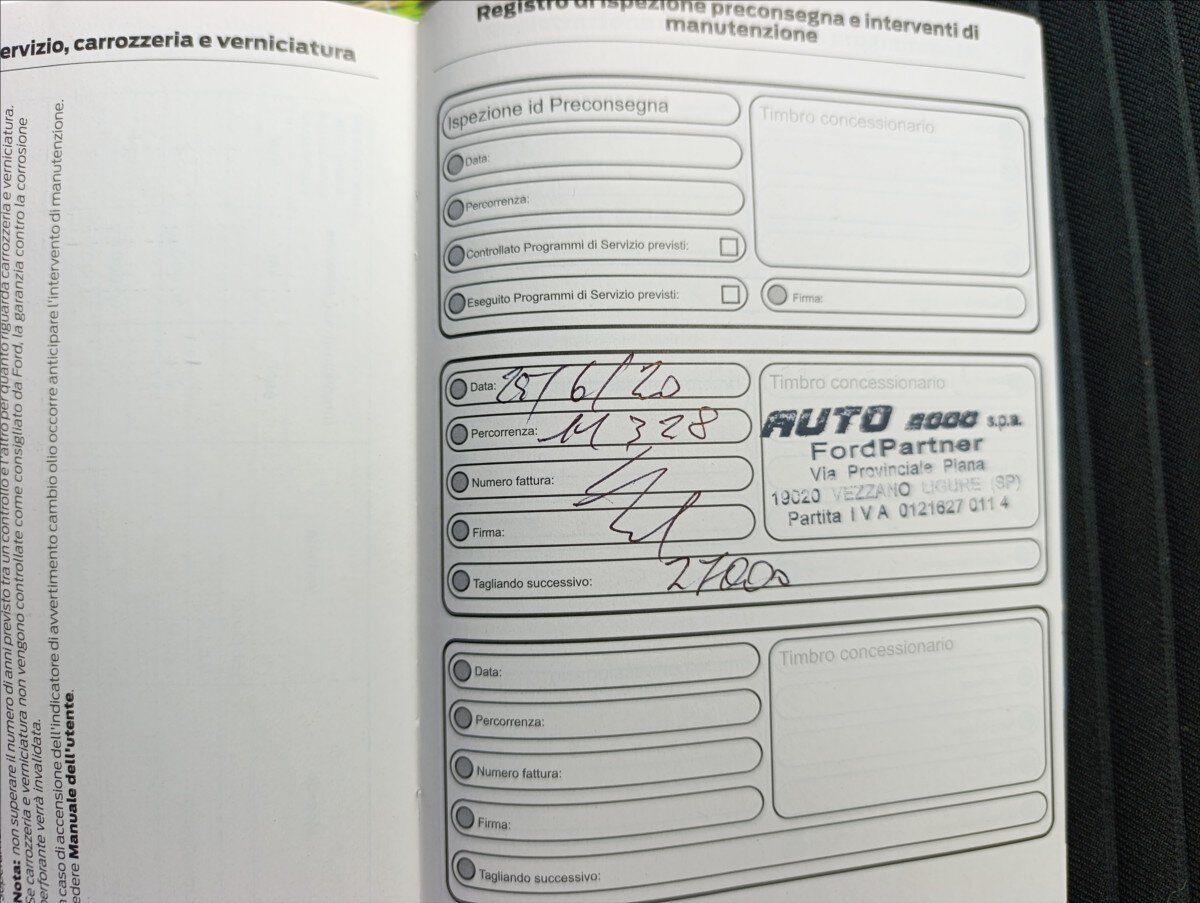 ervizio, carrozzeria e verniciatura
Nota: non superare il numero di anni previsto tra un controllo e l'altro per quanto riguarda carrozzeria e verniciatura.
Se carrozzeria e verniciatura non vengono controllate come consigliato da Ford, la garanzia contro la corrosione
perforante verrà invalidata.
n caso di accensione dell'indicatore di avvertimento cambio olio occorre anticipare l'intervento di manutenzione.
edere Manuale dell'utente.
Registro di ispezione preconsegna e interventi di
manutenzione
Ispezione id Preconsegna
Data:
Percorrenza:
Controllato Programmi di Servizio previsti:
Eseguito Programmi di Servizio previsti:
Timbro concessionario
Firma:
Data: 25/6/20
Percorrenza: 11 328
Numero fattura:
Firma:
Tagliando successivo: 27000
Timbro concessionario
AUTO 2000 s.p.a.
FordPartner
Via Provinciale Piana
19020 VEZZANO LIGURE (SP)
Partita I V A 0121627 011 4
Data:
Percorrenza:
Numero fattura:
Firma:
Tagliando successivo:
Timbro concessionario